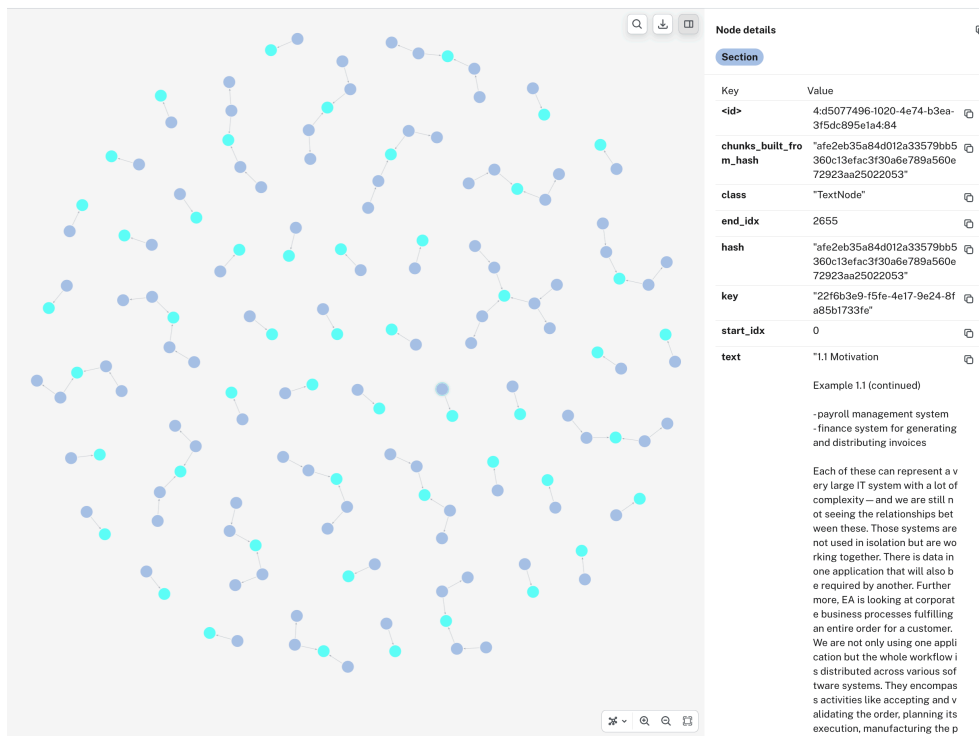 Node details
Section
Key Value
<id> 4:d5077496-1020-4e74-b3ea-
3f5dc895e1a4:84
chunks_built_fro "afe2eb35a84d012a33579bb5
m_hash 360c13efac3f30a6e789a560e
72923aa25022053"
class "TextNode"
end_idx 2655
hash "afe2eb35a84d012a33579bb5
360c13efac3f30a6e789a560e
72923aa25022053"
key "22f6b3e9-f5fe-4e17-9e24-8f
a85b1733fe"
start_idx 0
text "1.1 Motivation
Example 1.1 (continued)
- payroll management system
- finance system for generating
and distributing invoices
Each of these can represent a v
ery large IT system with a lot of
complexity—and we are still n
ot seeing the relationships bet
ween these. Those systems are
not used in isolation but are wo
rking together. There is data in
one application that will also b
e required by another. Further
more, EA is looking at corporat
e business processes fulfilling
an entire order for a customer.
We are not only using one appli
cation but the whole workflow i
s distributed across various sof
tware systems. They encompas
s activities like accepting and v
alidating the order, planning its
execution, manufacturing the p